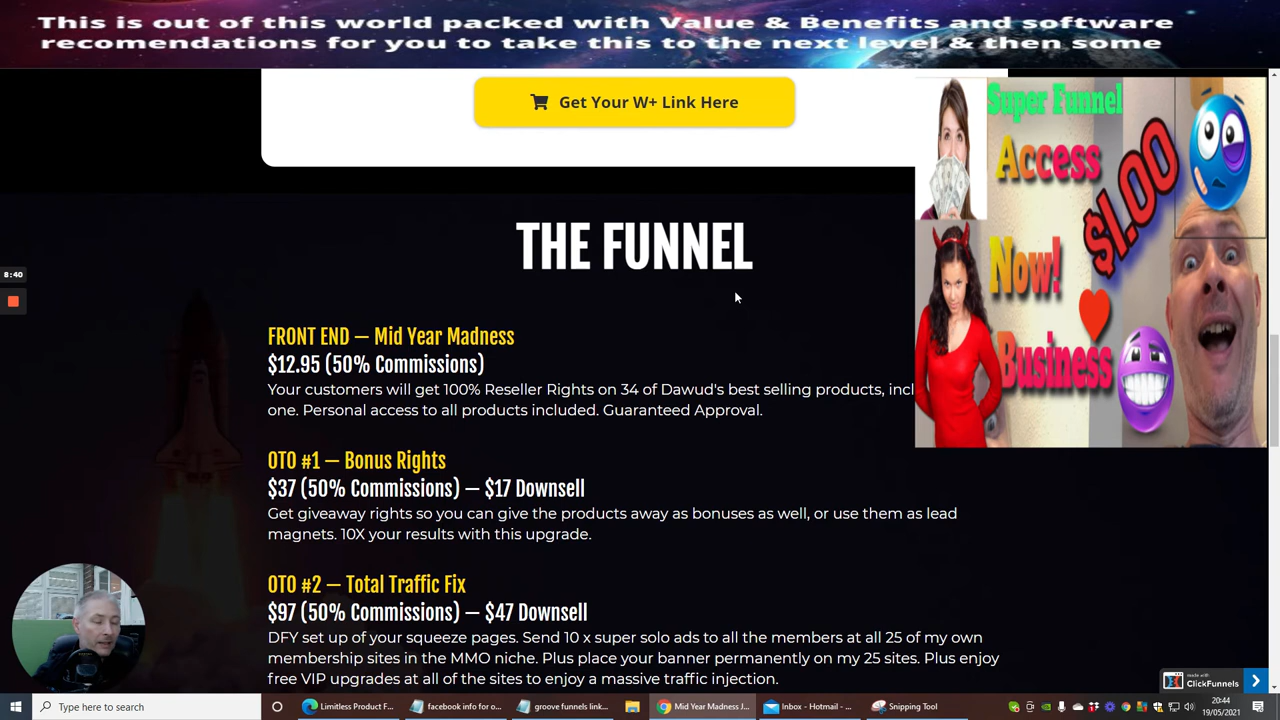 This is out of this world packed with Value & Benefits and software
recomendations for you to take this to the next level & then some
Get Your W+ Link Here
Super Funnel
Access
$1.00
Now!
Business
THE FUNNEL
8:40
FRONT END — Mid Year Madness
$12.95 (50% Commissions)
Your customers will get 100% Reseller Rights on 34 of Dawud's best selling products, incl
one. Personal access to all products included. Guaranteed Approval.
OTO #1 — Bonus Rights
$37 (50% Commissions) — $17 Downsell
Get giveaway rights so you can give the products away as bonuses as well, or use them as lead
magnets. 10X your results with this upgrade.
OTO #2 — Total Traffic Fix
$97 (50% Commissions) — $47 Downsell
DFY set up of your squeeze pages. Send 10 x super solo ads to all the members at all 25 of my own
membership sites in the MMO niche. Plus place your banner permanently on my 25 sites. Plus enjoy
free VIP upgrades at all of the sites to enjoy a massive traffic injection.
made with
ClickFunnels
Type here to search
Limitless Product F...
facebook info for o...
groove funnels link...
Mid Year Madness J...
Inbox - Hotmail - ...
Snipping Tool
20:44
19/05/2021